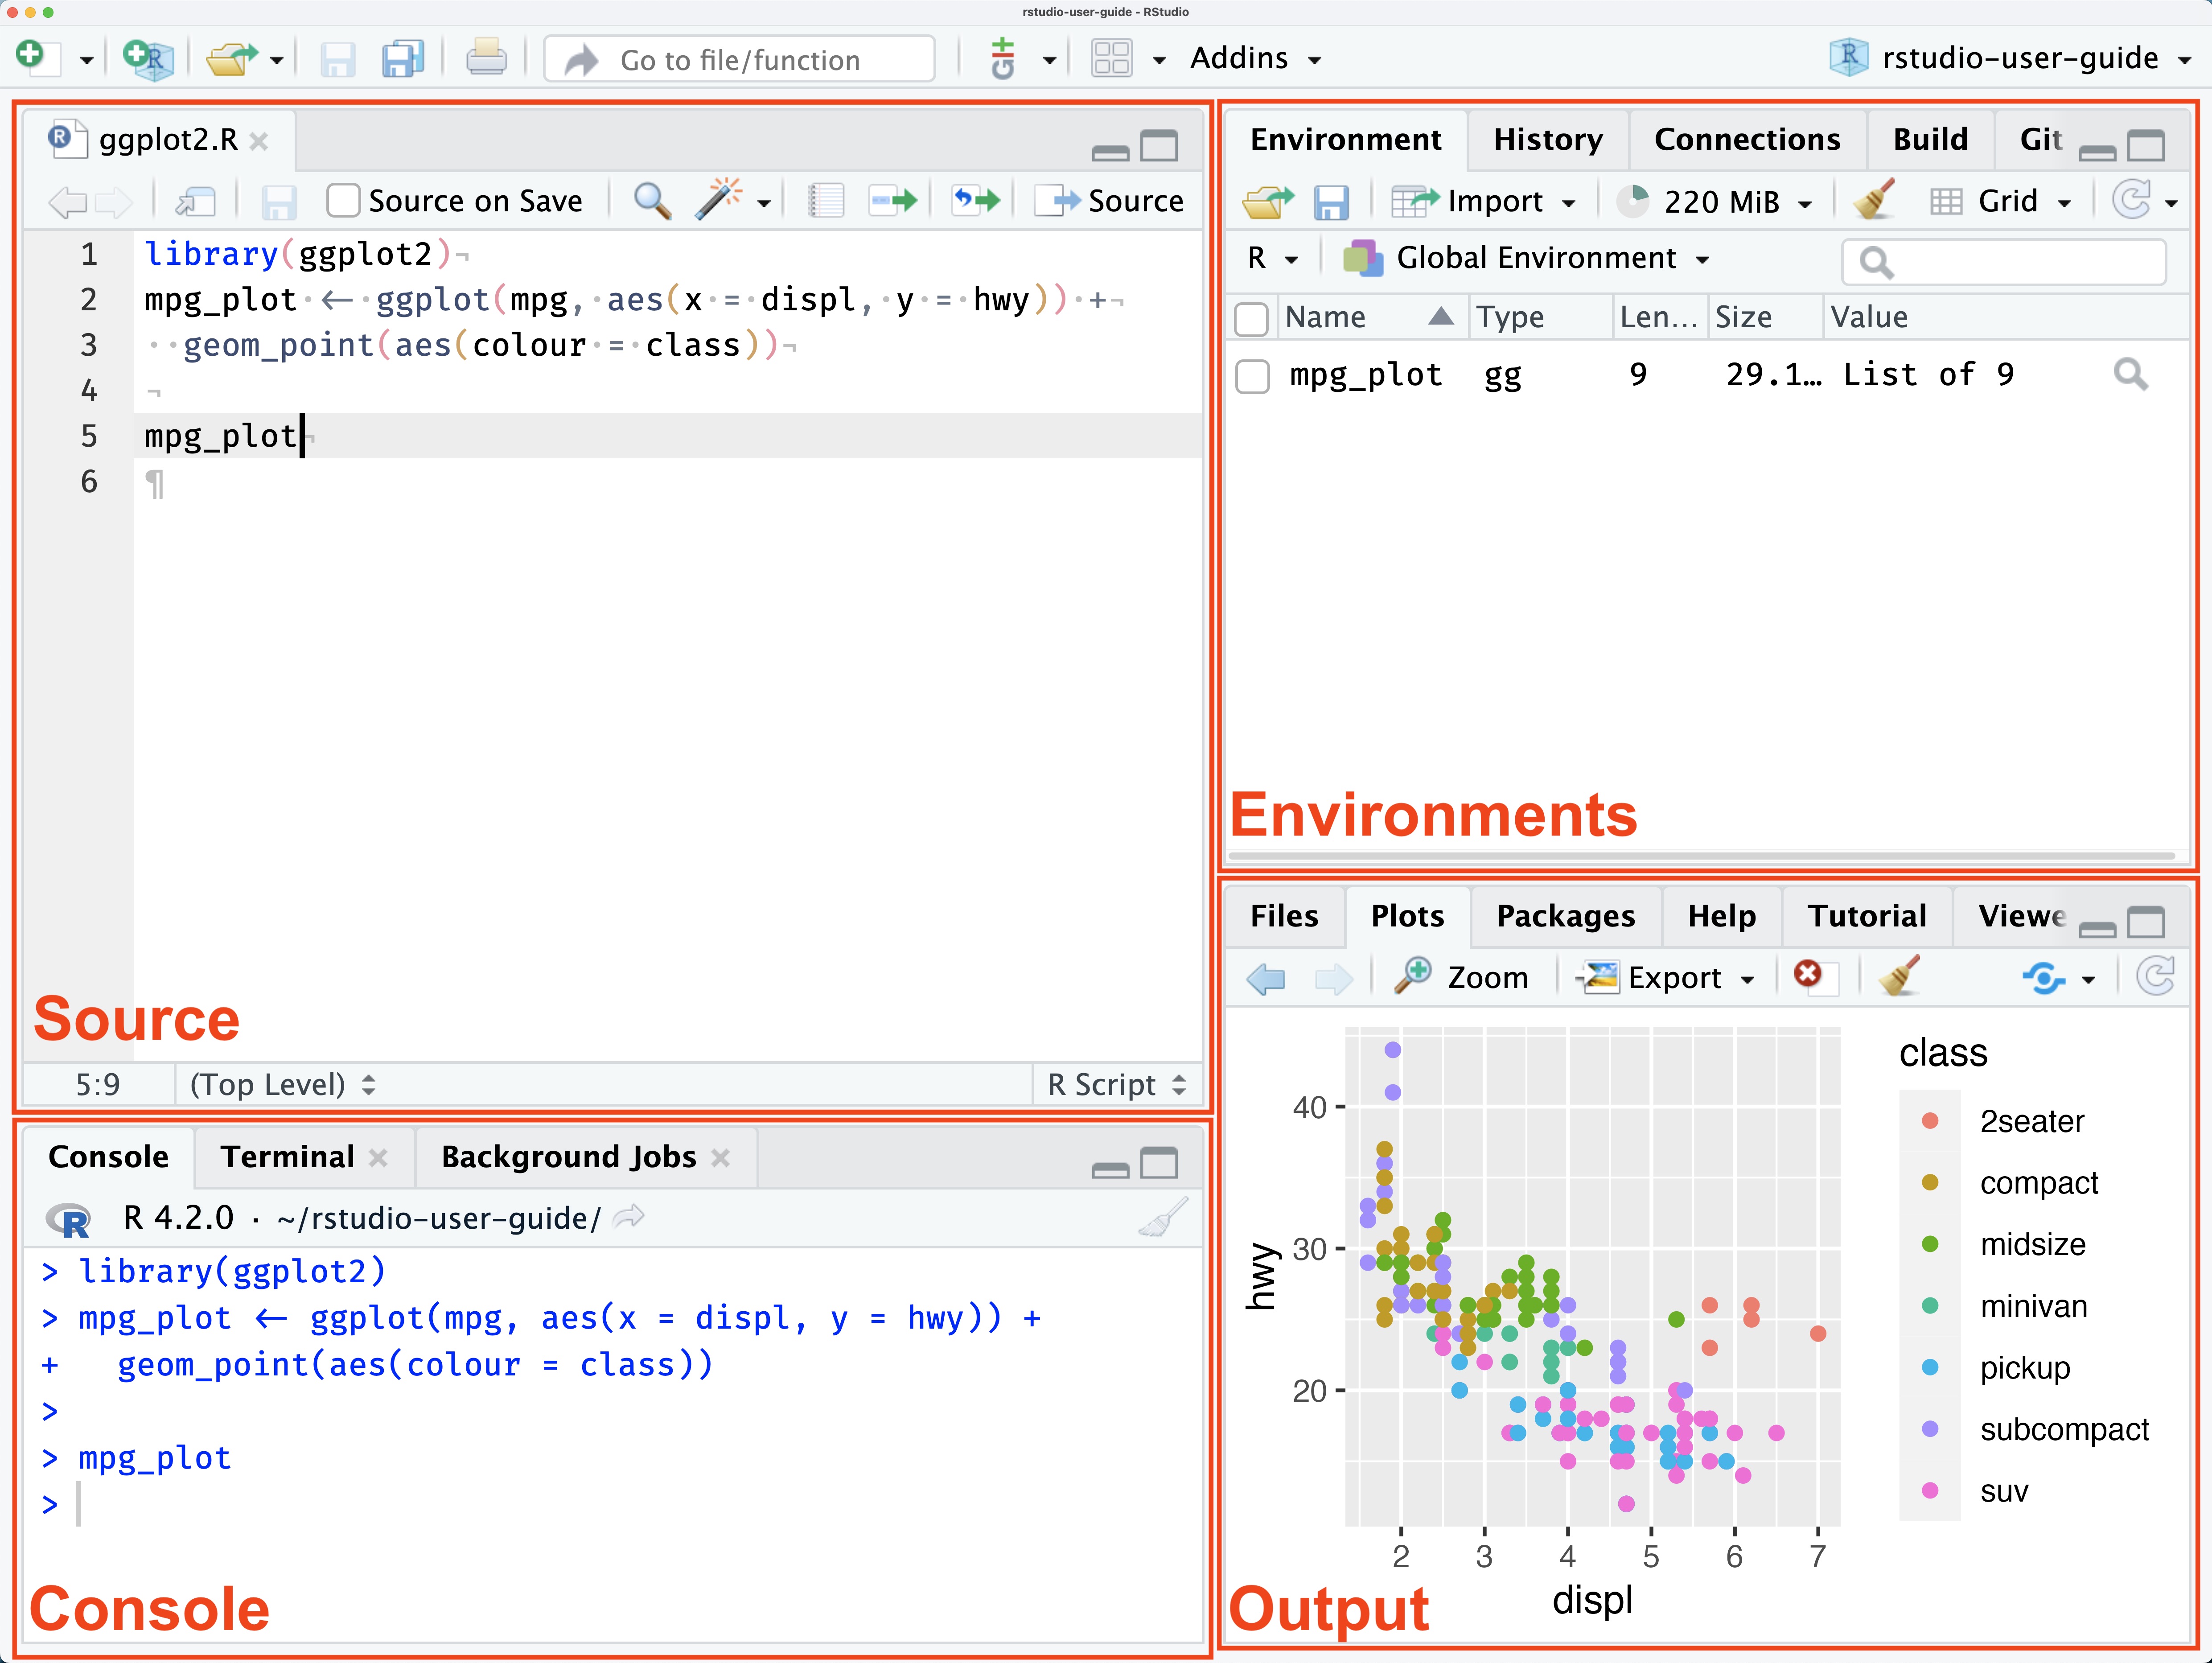 rstudio-user-guide - RStudio
Go to file/function
Git
Addins
rstudio-user-guide
ggplot2.R
Source on Save
Source
1 library(ggplot2)¬
2 mpg_plot·←·ggplot(mpg,·aes(x·=·displ,·y·=·hwy))·+¬
3 ··geom_point(aes(colour·=·class))¬
4 ¬
5 mpg_plot¬
6 ¶
Source
5:9 (Top Level) R Script
Console Terminal Background Jobs
R 4.2.0 · ~/rstudio-user-guide/
> library(ggplot2)
> mpg_plot ← ggplot(mpg, aes(x = displ, y = hwy)) +
+   geom_point(aes(colour = class))
>
> mpg_plot
>
Console
Environment History Connections Build Git
Import 220 MiB Grid
R Global Environment
Name Type Len... Size Value
mpg_plot gg 9 29.1… List of 9
Environments
Files Plots Packages Help Tutorial Viewe
Zoom Export
class
2seater
compact
midsize
minivan
pickup
subcompact
suv
hwy
40
30
20
2 3 4 5 6 7
displ
Output